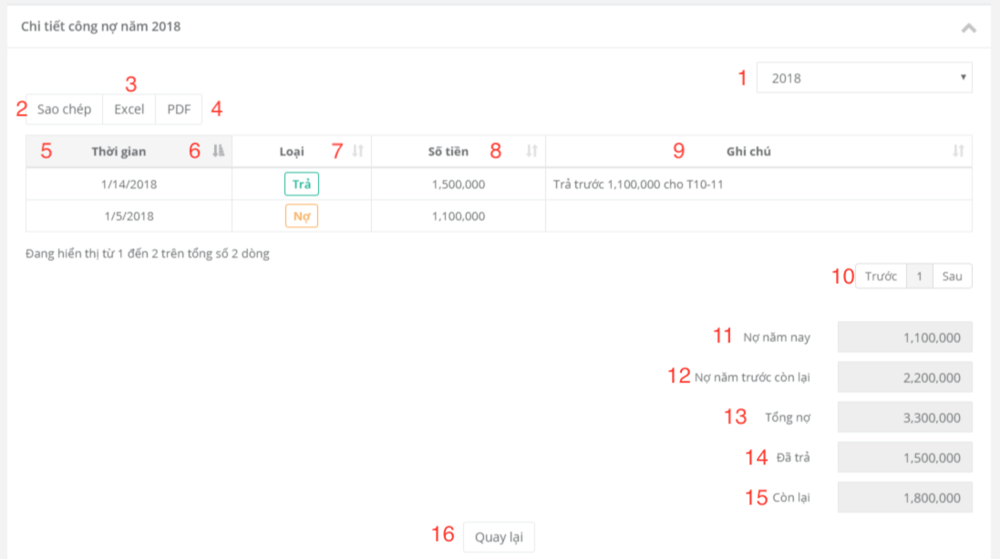 Chi tiết công nợ năm 2018
1 2018
3
2 Sao chép Excel PDF 4
5 Thời gian 6 Loại 7 Số tiền 8 9 Ghi chú
1/14/2018 Trả 1,500,000 Trả trước 1,100,000 cho T10-11
1/5/2018 Nợ 1,100,000
Đang hiển thị từ 1 đến 2 trên tổng số 2 dòng
10 Trước 1 Sau
11 Nợ năm nay 1,100,000
12 Nợ năm trước còn lại 2,200,000
13 Tổng nợ 3,300,000
14 Đã trả 1,500,000
15 Còn lại 1,800,000
16 Quay lại